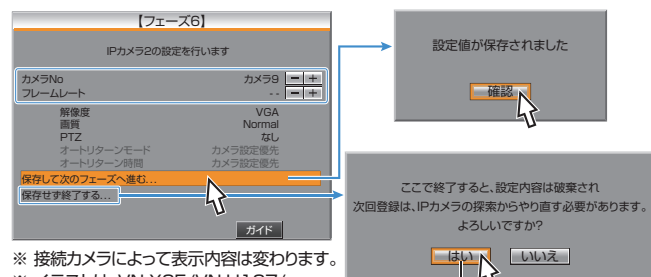 【フェーズ6】
IPカメラ2の設定を行います
カメラNo カメラ9 － ＋
フレームレート -- － ＋
解像度 VGA
画質 Normal
PTZ なし
オートリターンモード カメラ設定優先
オートリターン時間 カメラ設定優先
保存して次のフェーズへ進む...
保存せず終了する...
ガイド
※ 接続カメラによって表示内容は変わります。
設定値が保存されました
確認
ここで終了すると、設定内容は破棄され
次回登録は、IPカメラの探索からやり直す必要があります。
よろしいですか?
はい いいえ